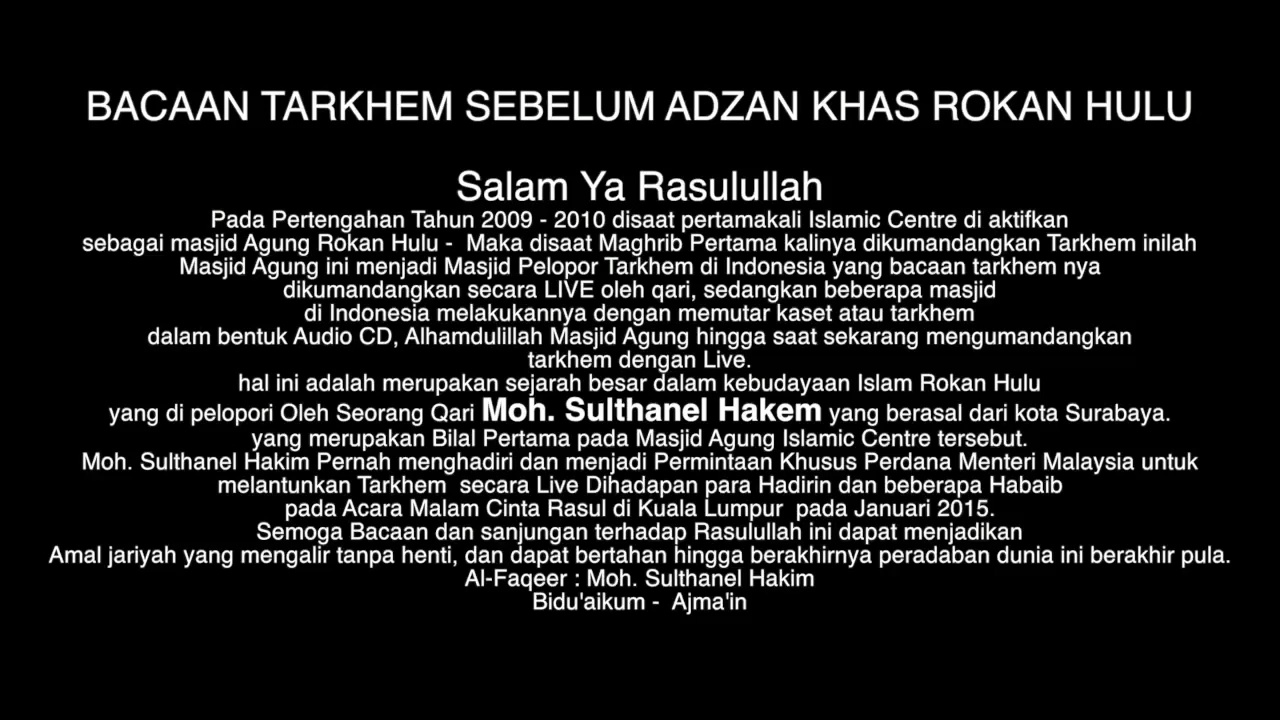 BACAAN TARKHEM SEBELUM ADZAN KHAS ROKAN HULU
Salam Ya Rasulullah
Pada Pertengahan Tahun 2009 - 2010 disaat pertamakali Islamic Centre di aktifkan
sebagai masjid Agung Rokan Hulu -  Maka disaat Maghrib Pertama kalinya dikumandangkan Tarkhem inilah
Masjid Agung ini menjadi Masjid Pelopor Tarkhem di Indonesia yang bacaan tarkhem nya
dikumandangkan secara LIVE oleh qari, sedangkan beberapa masjid
di Indonesia melakukannya dengan memutar kaset atau tarkhem
dalam bentuk Audio CD, Alhamdulillah Masjid Agung hingga saat sekarang mengumandangkan
tarkhem dengan Live.
hal ini adalah merupakan sejarah besar dalam kebudayaan Islam Rokan Hulu
yang di pelopori Oleh Seorang Qari Moh. Sulthanel Hakem yang berasal dari kota Surabaya.
yang merupakan Bilal Pertama pada Masjid Agung Islamic Centre tersebut.
Moh. Sulthanel Hakim Pernah menghadiri dan menjadi Permintaan Khusus Perdana Menteri Malaysia untuk
melantunkan Tarkhem  secara Live Dihadapan para Hadirin dan beberapa Habaib
pada Acara Malam Cinta Rasul di Kuala Lumpur  pada Januari 2015.
Semoga Bacaan dan sanjungan terhadap Rasulullah ini dapat menjadikan
Amal jariyah yang mengalir tanpa henti, dan dapat bertahan hingga berakhirnya peradaban dunia ini berakhir pula.
Al-Faqeer : Moh. Sulthanel Hakim
Bidu'aikum -  Ajma'in